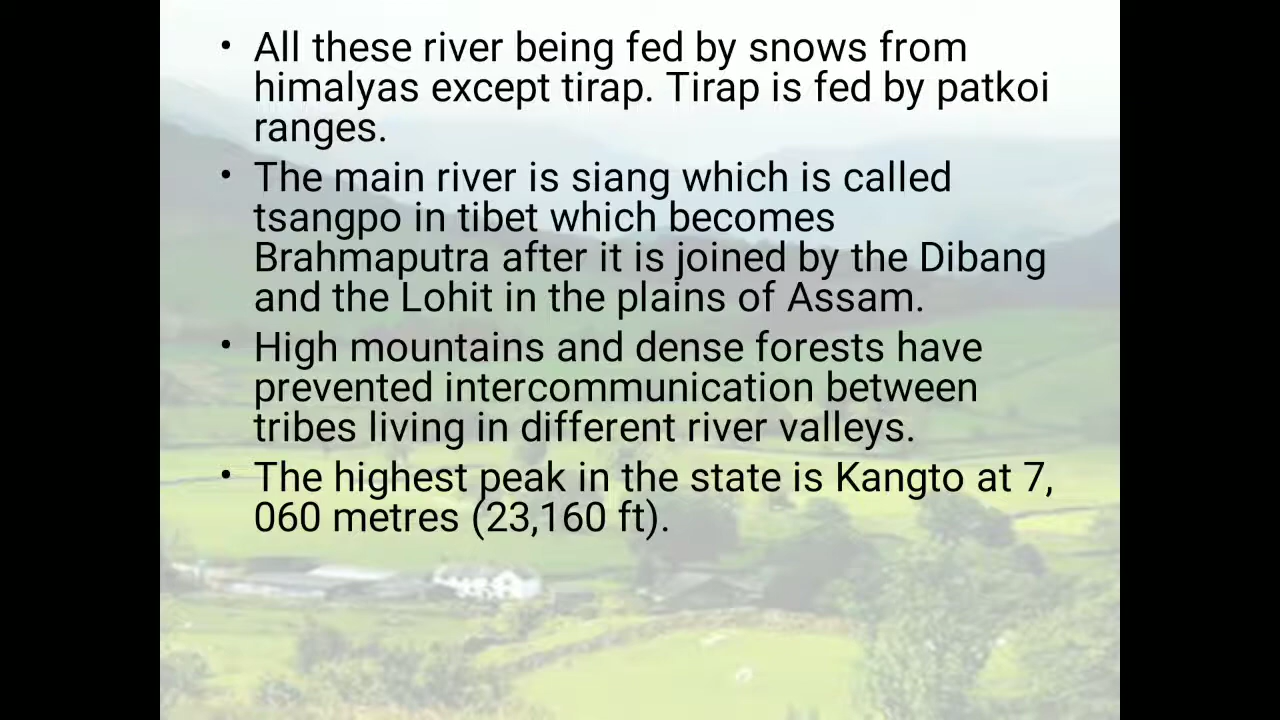 • All these river being fed by snows from
himalyas except tirap. Tirap is fed by patkoi
ranges.
• The main river is siang which is called
tsangpo in tibet which becomes
Brahmaputra after it is joined by the Dibang
and the Lohit in the plains of Assam.
• High mountains and dense forests have
prevented intercommunication between
tribes living in different river valleys.
• The highest peak in the state is Kangto at 7,
060 metres (23,160 ft).